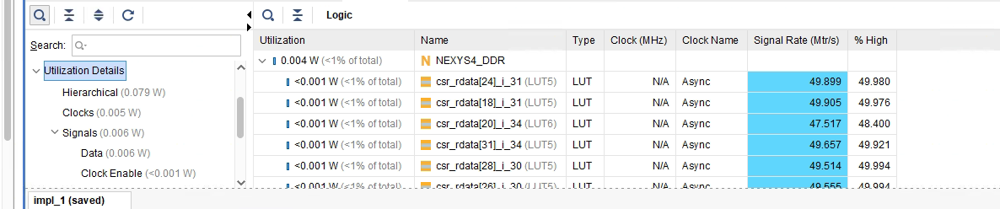 Logic
Search: Q-
Utilization Details
Hierarchical (0.079 W)
Clocks (0.005 W)
Signals (0.006 W)
Data (0.006 W)
Clock Enable (<0.001 W)
Utilization Name Type Clock (MHz) Clock Name Signal Rate (Mtr/s) % High
0.004 W (<1% of total) N NEXYS4_DDR
<0.001 W (<1% of total) csr_rdata[24]_i_31 (LUT5) LUT N/A Async 49.899 49.980
<0.001 W (<1% of total) csr_rdata[18]_i_31 (LUT5) LUT N/A Async 49.905 49.976
<0.001 W (<1% of total) csr_rdata[20]_i_34 (LUT6) LUT N/A Async 47.517 48.400
<0.001 W (<1% of total) csr_rdata[31]_i_34 (LUT5) LUT N/A Async 49.657 49.921
<0.001 W (<1% of total) csr_rdata[28]_i_30 (LUT5) LUT N/A Async 49.514 49.994
<0.001 W (<1% of total) csr_rdata[26]_i_30 (LUT5) LUT N/A Async 49.555 49.994
impl_1 (saved)